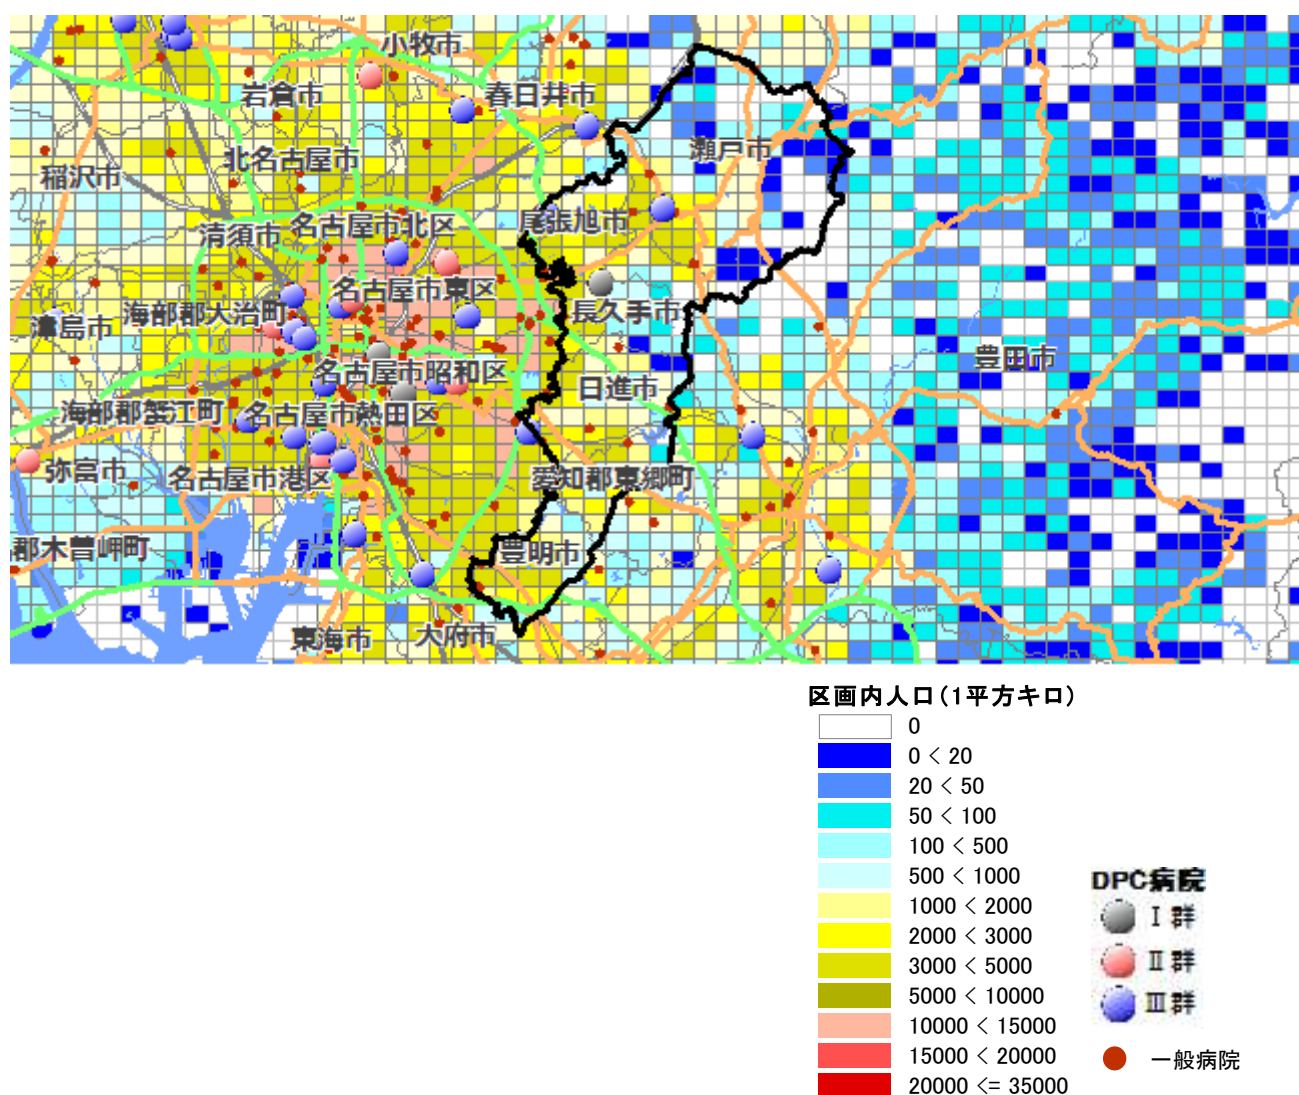 小牧市
岩倉市
春日井市
北名古屋市
瀬戸市
稲沢市
清須市
名古屋市北区
尾張旭市
名古屋市東区
海部郡大治町
長久手市
津島市
豊田市
名古屋市昭和区
日進市
海部郡蟹江町
名古屋市熱田区
弥富市
名古屋市港区
愛知郡東郷町
郡木曽岬町
豊明市
東海市
大府市
区画内人口(1平方キロ)
0
0 < 20
20 < 50
50 < 100
100 < 500
500 < 1000
1000 < 2000
2000 < 3000
3000 < 5000
5000 < 10000
10000 < 15000
15000 < 20000
20000 <= 35000
DPC病院
Ⅰ群
Ⅱ群
Ⅲ群
一般病院